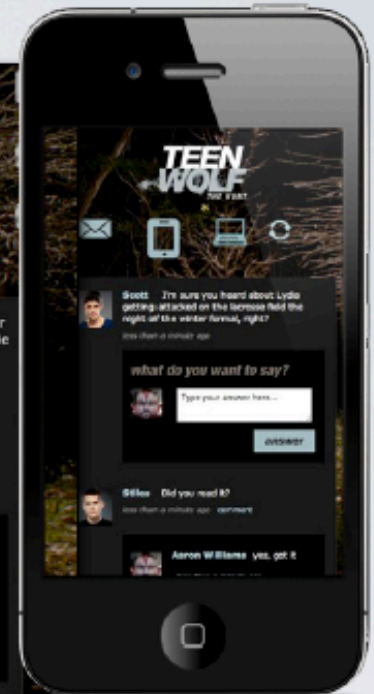 TEEN
WOLF
THE HUNT
Scott I'm sure you heard about Lydia
getting attacked on the lacrosse field the
night of the winter formal, right?
less than a minute ago
what do you want to say?
Type your answer here...
ANSWER
Stiles Did you read it?
less than a minute ago comment
Aaron Williams yes, got it